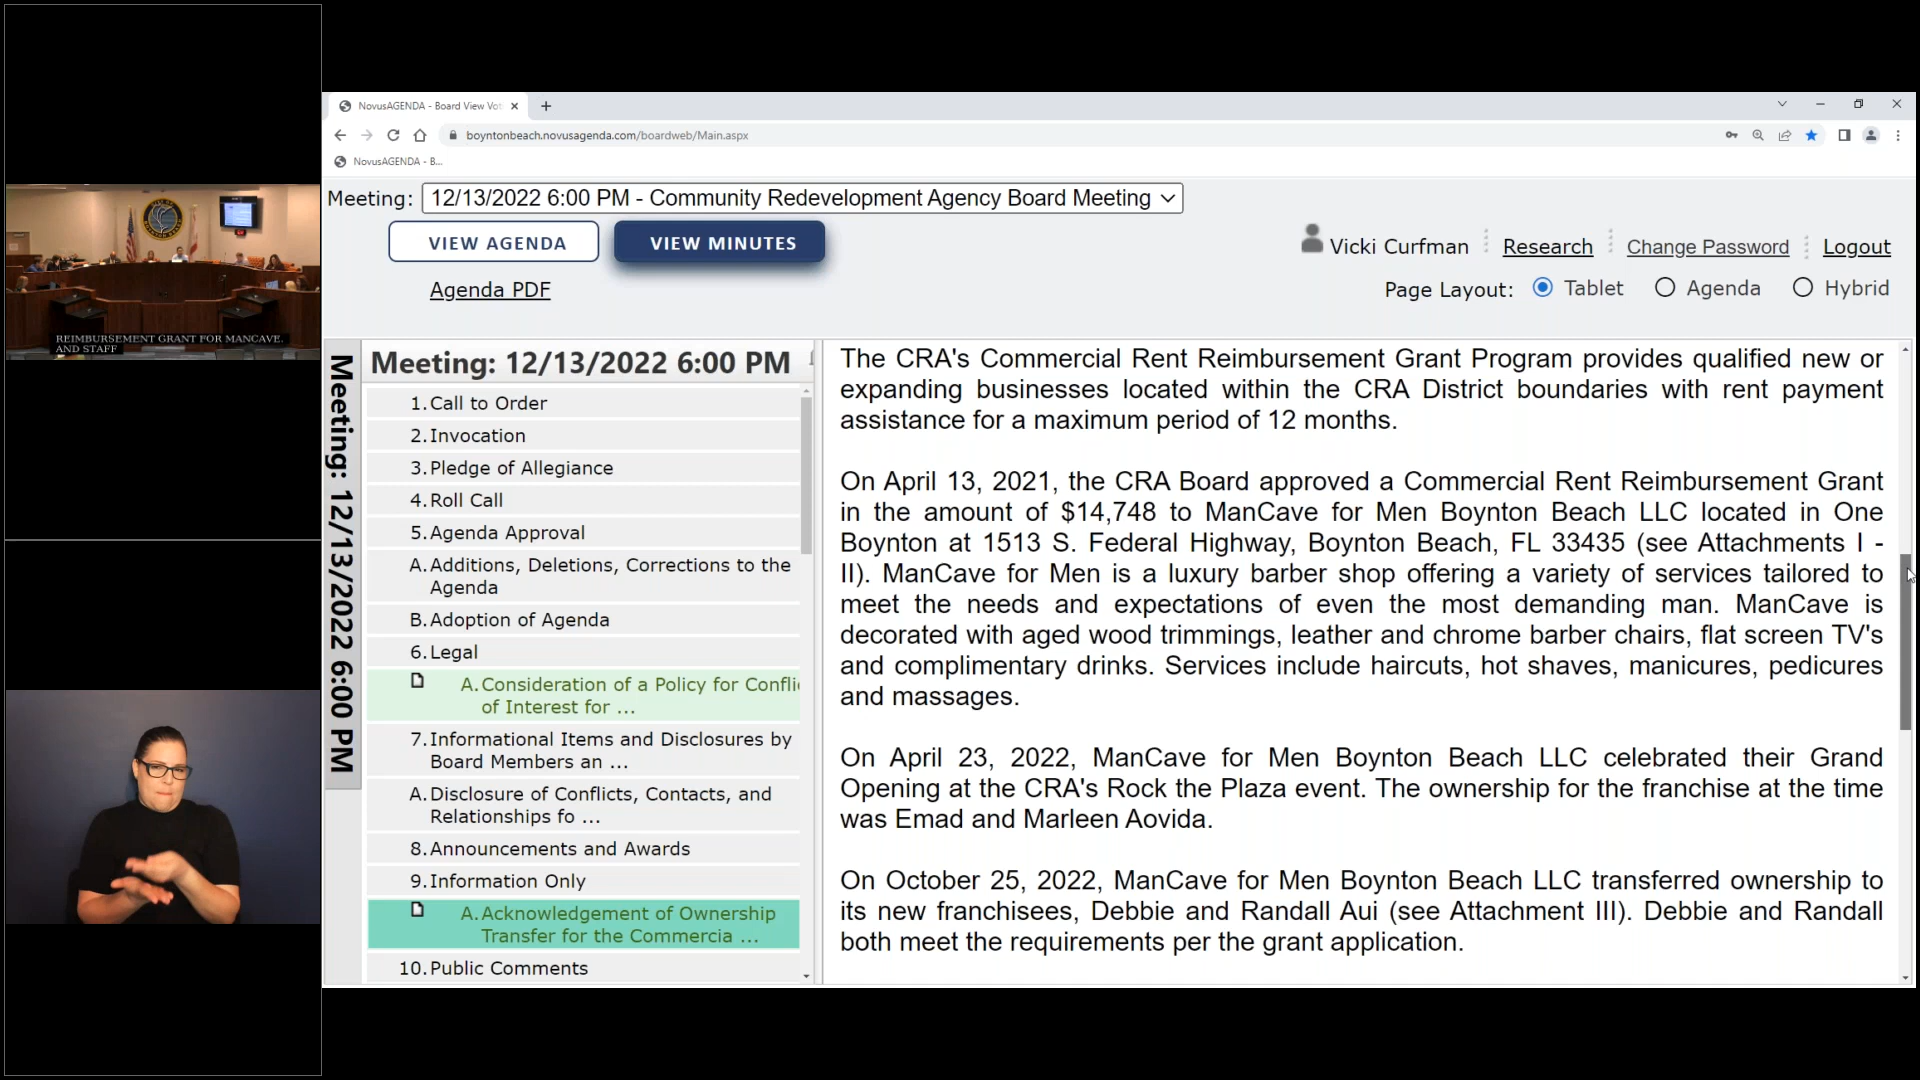 NovusAGENDA - Board View Vot
boyntonbeach.novusagenda.com/boardweb/Main.aspx
NovusAGENDA - B...
Meeting: 12/13/2022 6:00 PM - Community Redevelopment Agency Board Meeting
VIEW AGENDA VIEW MINUTES
Agenda PDF
Vicki Curfman Research Change Password Logout
Page Layout: Tablet Agenda Hybrid
REIMBURSEMENT GRANT FOR MANCAVE.
AND STAFF
Meeting: 12/13/2022 6:00 PM
Meeting: 12/13/2022 6:00 PM
1. Call to Order
2. Invocation
3. Pledge of Allegiance
4. Roll Call
5. Agenda Approval
A. Additions, Deletions, Corrections to the
Agenda
B. Adoption of Agenda
6. Legal
A. Consideration of a Policy for Confli
of Interest for ...
7. Informational Items and Disclosures by
Board Members an ...
A. Disclosure of Conflicts, Contacts, and
Relationships fo ...
8. Announcements and Awards
9. Information Only
A. Acknowledgement of Ownership
Transfer for the Commercia ...
10. Public Comments
The CRA's Commercial Rent Reimbursement Grant Program provides qualified new or
expanding businesses located within the CRA District boundaries with rent payment
assistance for a maximum period of 12 months.
On April 13, 2021, the CRA Board approved a Commercial Rent Reimbursement Grant
in the amount of $14,748 to ManCave for Men Boynton Beach LLC located in One
Boynton at 1513 S. Federal Highway, Boynton Beach, FL 33435 (see Attachments I -
II). ManCave for Men is a luxury barber shop offering a variety of services tailored to
meet the needs and expectations of even the most demanding man. ManCave is
decorated with aged wood trimmings, leather and chrome barber chairs, flat screen TV's
and complimentary drinks. Services include haircuts, hot shaves, manicures, pedicures
and massages.
On April 23, 2022, ManCave for Men Boynton Beach LLC celebrated their Grand
Opening at the CRA's Rock the Plaza event. The ownership for the franchise at the time
was Emad and Marleen Aovida.
On October 25, 2022, ManCave for Men Boynton Beach LLC transferred ownership to
its new franchisees, Debbie and Randall Aui (see Attachment III). Debbie and Randall
both meet the requirements per the grant application.